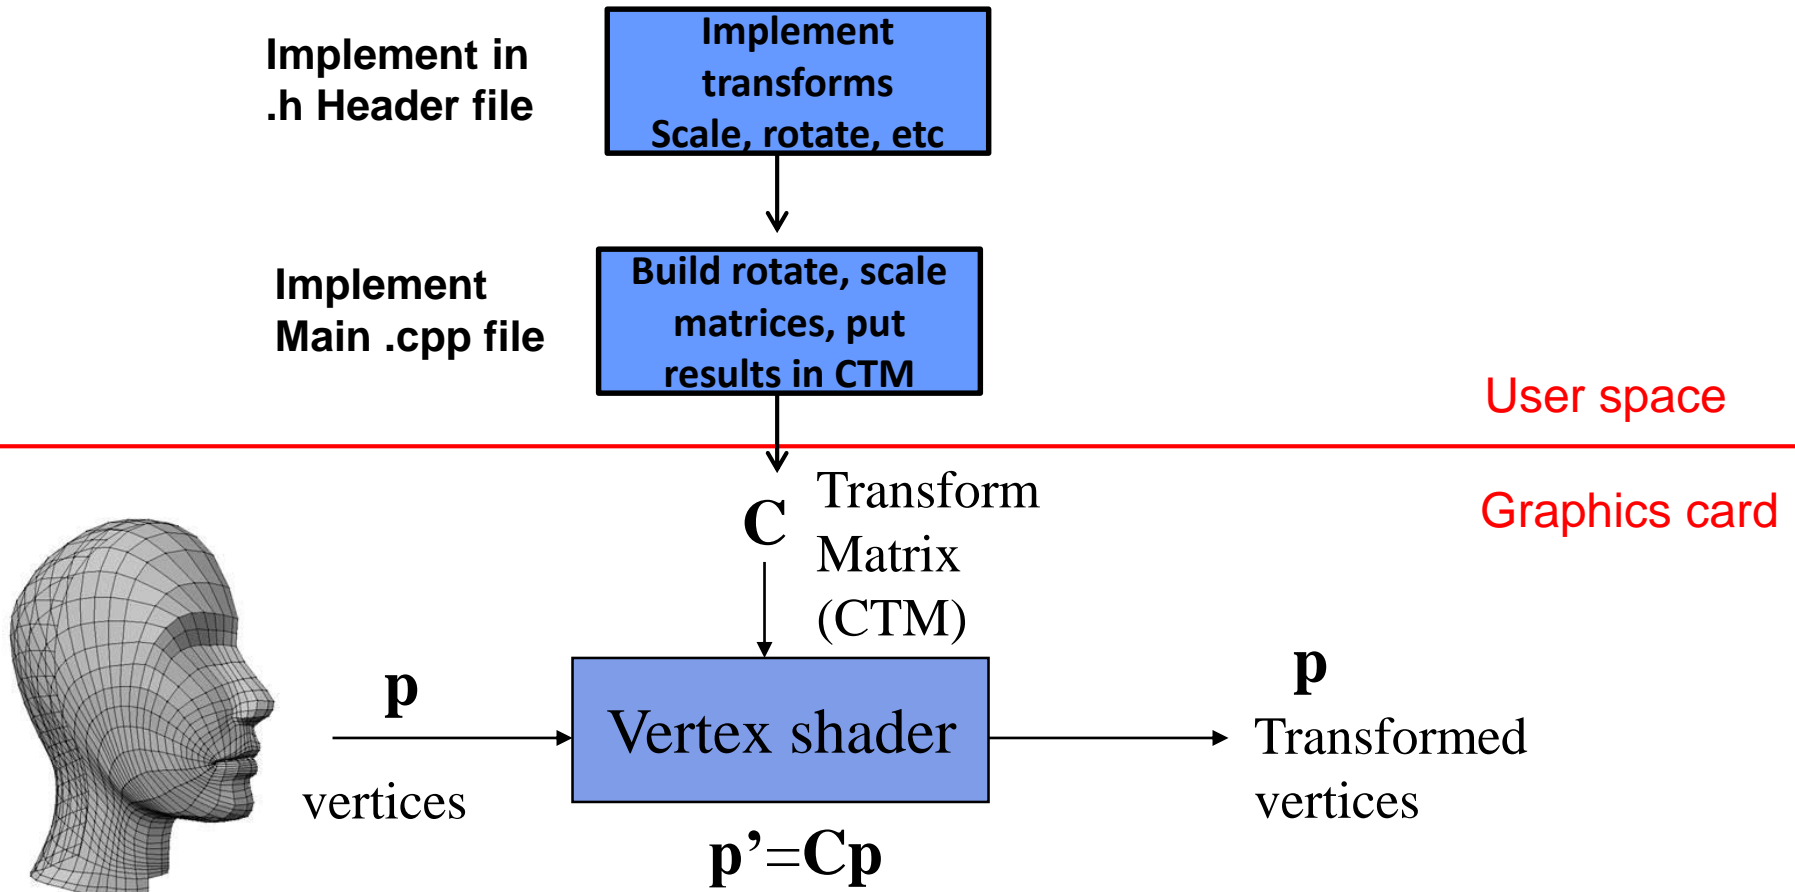 Implement in
.h Header file
Implement
transforms
Scale, rotate, etc
Implement
Main .cpp file
Build rotate, scale
matrices, put
results in CTM
User space
Graphics card
C
Transform
Matrix
(CTM)
p
vertices
Vertex shader
p’=Cp
p
Transformed
vertices